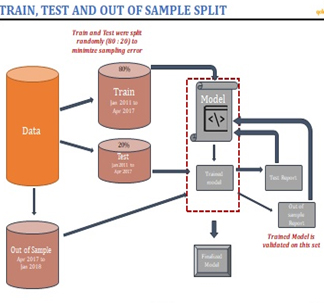 TRAIN, TEST AND OUT OF SAMPLE SPLIT
Train and Test were split
randomly (80 : 20) to
minimize sampling error
80%
Train
Jan 2011 to
Apr 2017
Model
Data
20%
Test
Jan 2011 to
Apr 2017
Trained
model
Test Report
Out of
sample
Report
Out of Sample
Apr 2017 to
Jan 2018
Trained Model is
validated on this set
Finalized
Model